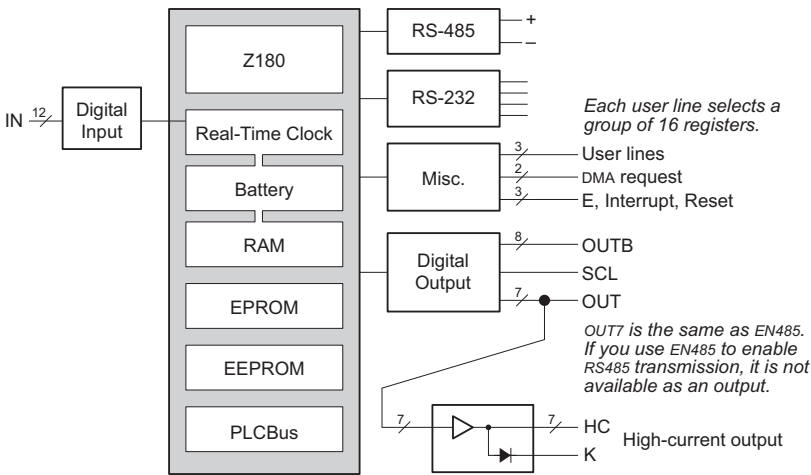 IN
12
Digital
Input
Z180
Real-Time Clock
Battery
RAM
EPROM
EEPROM
PLCBus
RS-485
+
–
RS-232
Each user line selects a
group of 16 registers.
Misc.
3
User lines
2
DMA request
3
E, Interrupt, Reset
Digital
Output
8
OUTB
SCL
7
OUT
OUT7 is the same as EN485.
If you use EN485 to enable
RS485 transmission, it is not
available as an output.
7
7
HC
K
High-current output